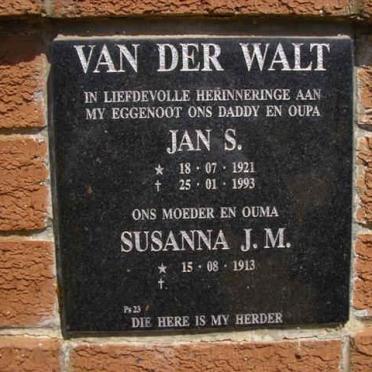 VAN DER WALT
IN LIEFDEVOLLE HERINNERINGE AAN
MY EGGENOOT ONS DADDY EN OUPA
JAN S.
★ 18 · 07 · 1921
† 25 · 01 · 1993
ONS MOEDER EN OUMA
SUSANNA J.M.
★ 15 · 08 · 1913
†
Ps 23
DIE HERE IS MY HERDER